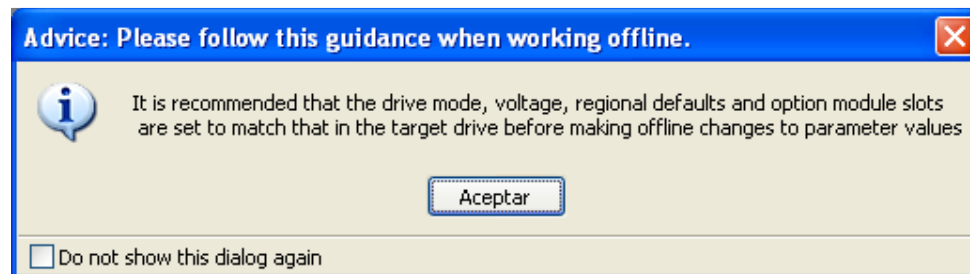 Advice: Please follow this guidance when working offline.
It is recommended that the drive mode, voltage, regional defaults and option module slots
are set to match that in the target drive before making offline changes to parameter values
Aceptar
Do not show this dialog again